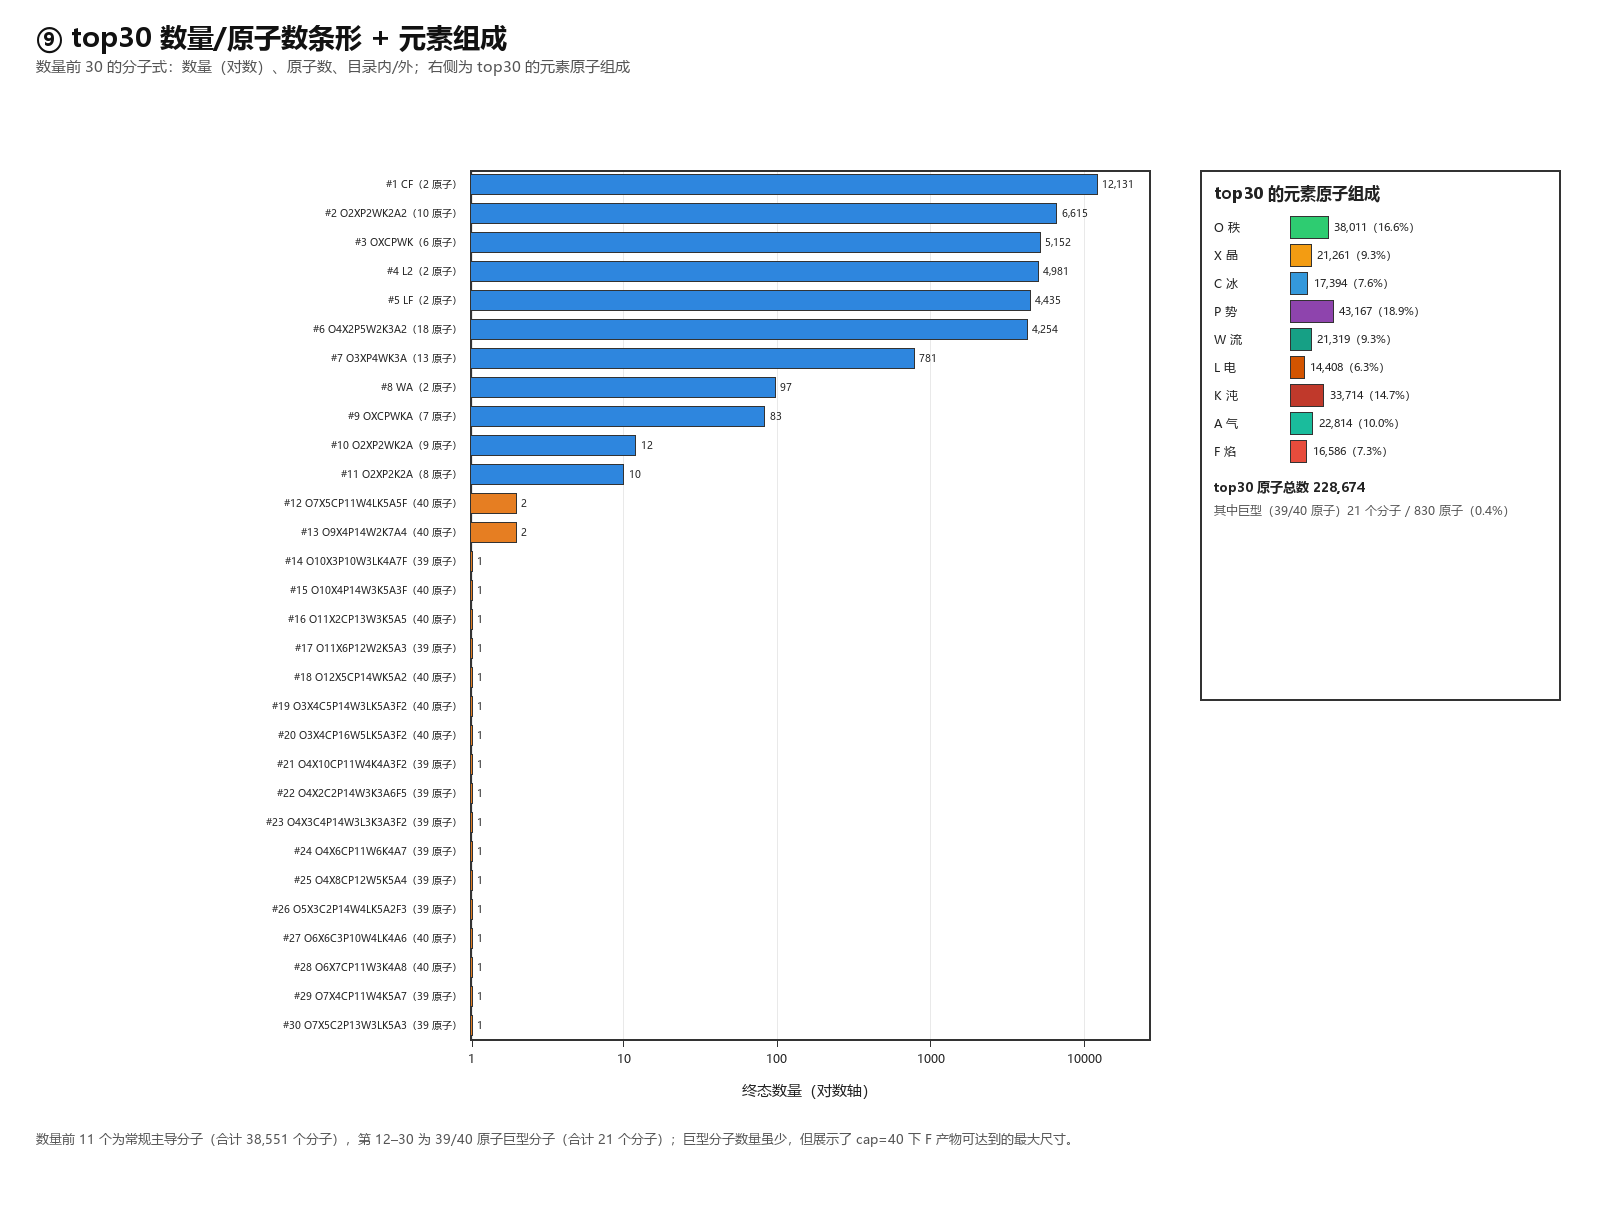 ⑨ top30 数量/原子数条形 + 元素组成
数量前 30 的分子式：数量（对数）、原子数、目录内/外；右侧为 top30 的元素原子组成
#1 CF（2 原子） 12,131
#2 O2XP2WK2A2（10 原子） 6,615
#3 OXCPWK（6 原子） 5,152
#4 L2（2 原子） 4,981
#5 LF（2 原子） 4,435
#6 O4X2P5W2K3A2（18 原子） 4,254
#7 O3XP4WK3A（13 原子） 781
#8 WA（2 原子） 97
#9 OXCPWKA（7 原子） 83
#10 O2XP2WK2A（9 原子） 12
#11 O2XP2K2A（8 原子） 10
#12 O7X5CP11W4LK5A5F（40 原子） 2
#13 O9X4P14W2K7A4（40 原子） 2
#14 O10X3P10W3LK4A7F（39 原子） 1
#15 O10X4P14W3K5A3F（40 原子） 1
#16 O11X2CP13W3K5A5（40 原子） 1
#17 O11X6P12W2K5A3（39 原子） 1
#18 O12X5CP14WK5A2（40 原子） 1
#19 O3X4C5P14W3LK5A3F2（40 原子） 1
#20 O3X4CP16W5LK5A3F2（40 原子） 1
#21 O4X10CP11W4K4A3F2（39 原子） 1
#22 O4X2C2P14W3K3A6F5（39 原子） 1
#23 O4X3C4P14W3L3K3A3F2（39 原子） 1
#24 O4X6CP11W6K4A7（39 原子） 1
#25 O4X8CP12W5K5A4（39 原子） 1
#26 O5X3C2P14W4LK5A2F3（39 原子） 1
#27 O6X6C3P10W4LK4A6（40 原子） 1
#28 O6X7CP11W3K4A8（40 原子） 1
#29 O7X4CP11W4K5A7（39 原子） 1
#30 O7X5C2P13W3LK5A3（39 原子） 1
1 10 100 1000 10000
终态数量（对数轴）
top30 的元素原子组成
O 秩 38,011（16.6%）
X 晶 21,261（9.3%）
C 冰 17,394（7.6%）
P 势 43,167（18.9%）
W 流 21,319（9.3%）
L 电 14,408（6.3%）
K 沌 33,714（14.7%）
A 气 22,814（10.0%）
F 焰 16,586（7.3%）
top30 原子总数 228,674
其中巨型（39/40 原子）21 个分子 / 830 原子（0.4%）
数量前 11 个为常规主导分子（合计 38,551 个分子），第 12–30 为 39/40 原子巨型分子（合计 21 个分子）；巨型分子数量虽少，但展示了 cap=40 下 F 产物可达到的最大尺寸。